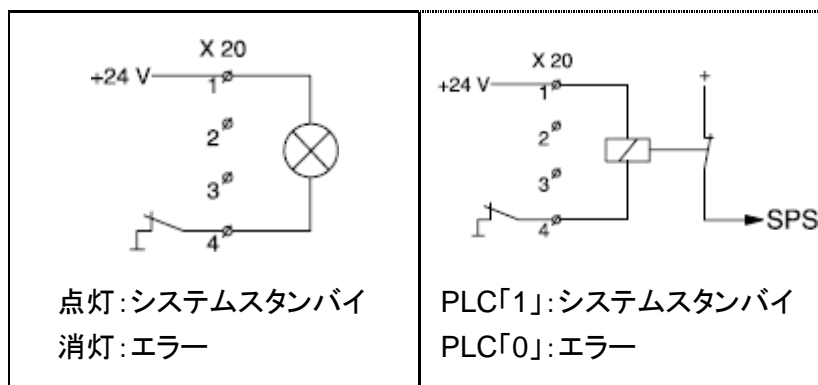 X 20
+24 V
1
2
3
4
点灯：システムスタンバイ
消灯：エラー
X 20
+24 V
1
2
3
4
+
SPS
PLC「1」：システムスタンバイ
PLC「0」：エラー